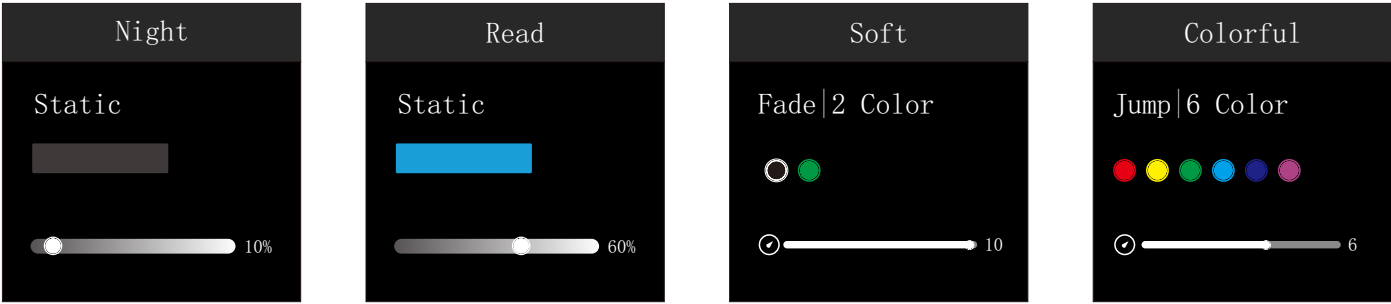 Night
Static
10%
Read
Static
60%
Soft
Fade|2 Color
10
Colorful
Jump|6 Color
6